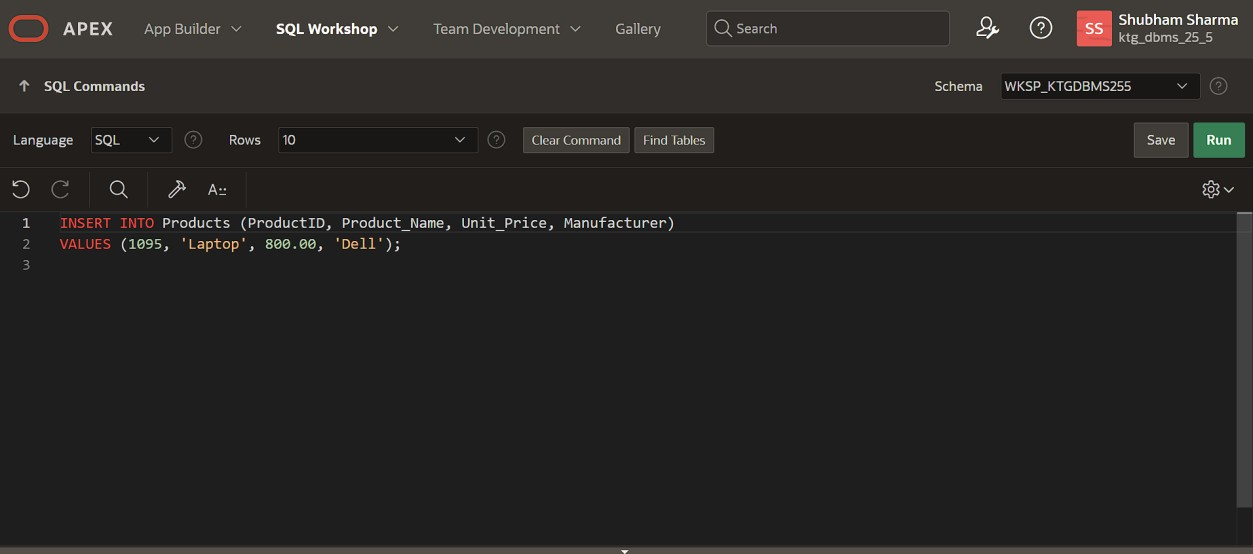 APEX App Builder SQL Workshop Team Development Gallery Search Shubham Sharma
SS ktg_dbms_25_5
SQL Commands Schema WKSP_KTGDBMS255
Language SQL Rows 10 Clear Command Find Tables Save Run
A::
1 INSERT INTO Products (ProductID, Product_Name, Unit_Price, Manufacturer)
2 VALUES (1095, 'Laptop', 800.00, 'Dell');
3